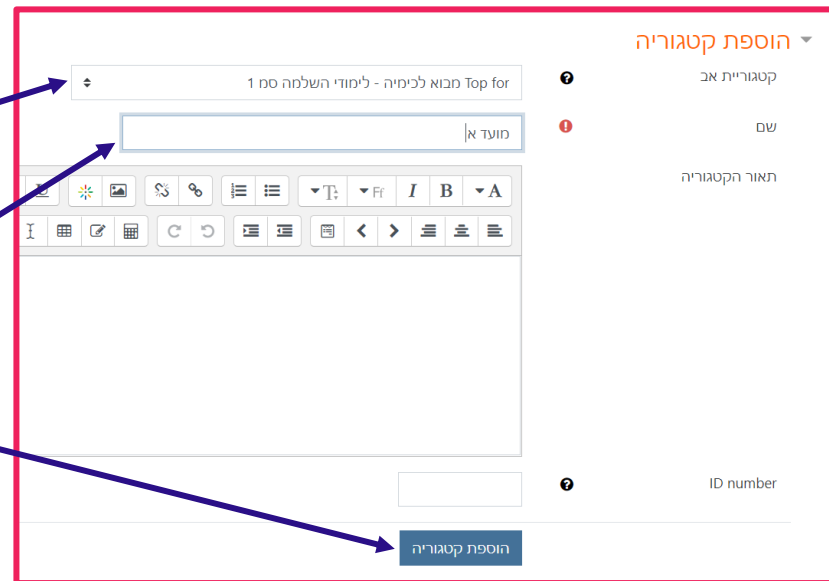 הוספת קטגוריה
קטגוריית אב
Top for מבוא לכימיה - לימודי השלמה סמ 1
שם
מועד א
תאור הקטגוריה
ID number
הוספת קטגוריה